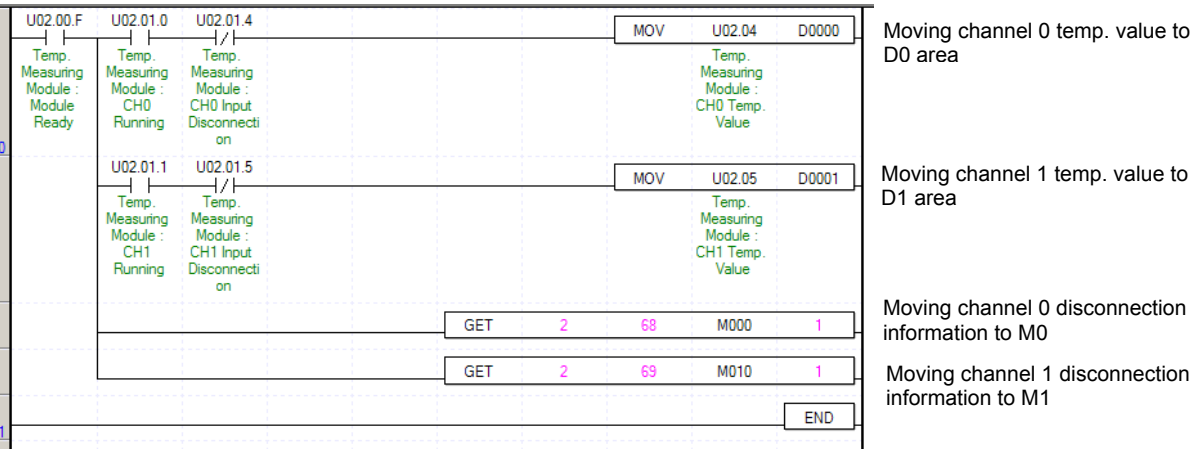 U02.00.F U02.01.0 U02.01.4
MOV U02.04 D0000
Moving channel 0 temp. value to
D0 area
Temp. Temp. Temp. Temp.
Measuring Measuring Measuring Measuring
Module : Module : Module : Module :
Module CH0 CH0 Input CH0 Temp.
Ready Running Disconnecti Value
on
0
U02.01.1 U02.01.5
MOV U02.05 D0001
Moving channel 1 temp. value to
D1 area
Temp. Temp. Temp.
Measuring Measuring Measuring
Module : Module : Module :
CH1 CH1 Input CH1 Temp.
Running Disconnecti Value
on
Moving channel 0 disconnection
information to M0
GET 2 68 M000 1
GET 2 69 M010 1
Moving channel 1 disconnection
information to M1
END
1